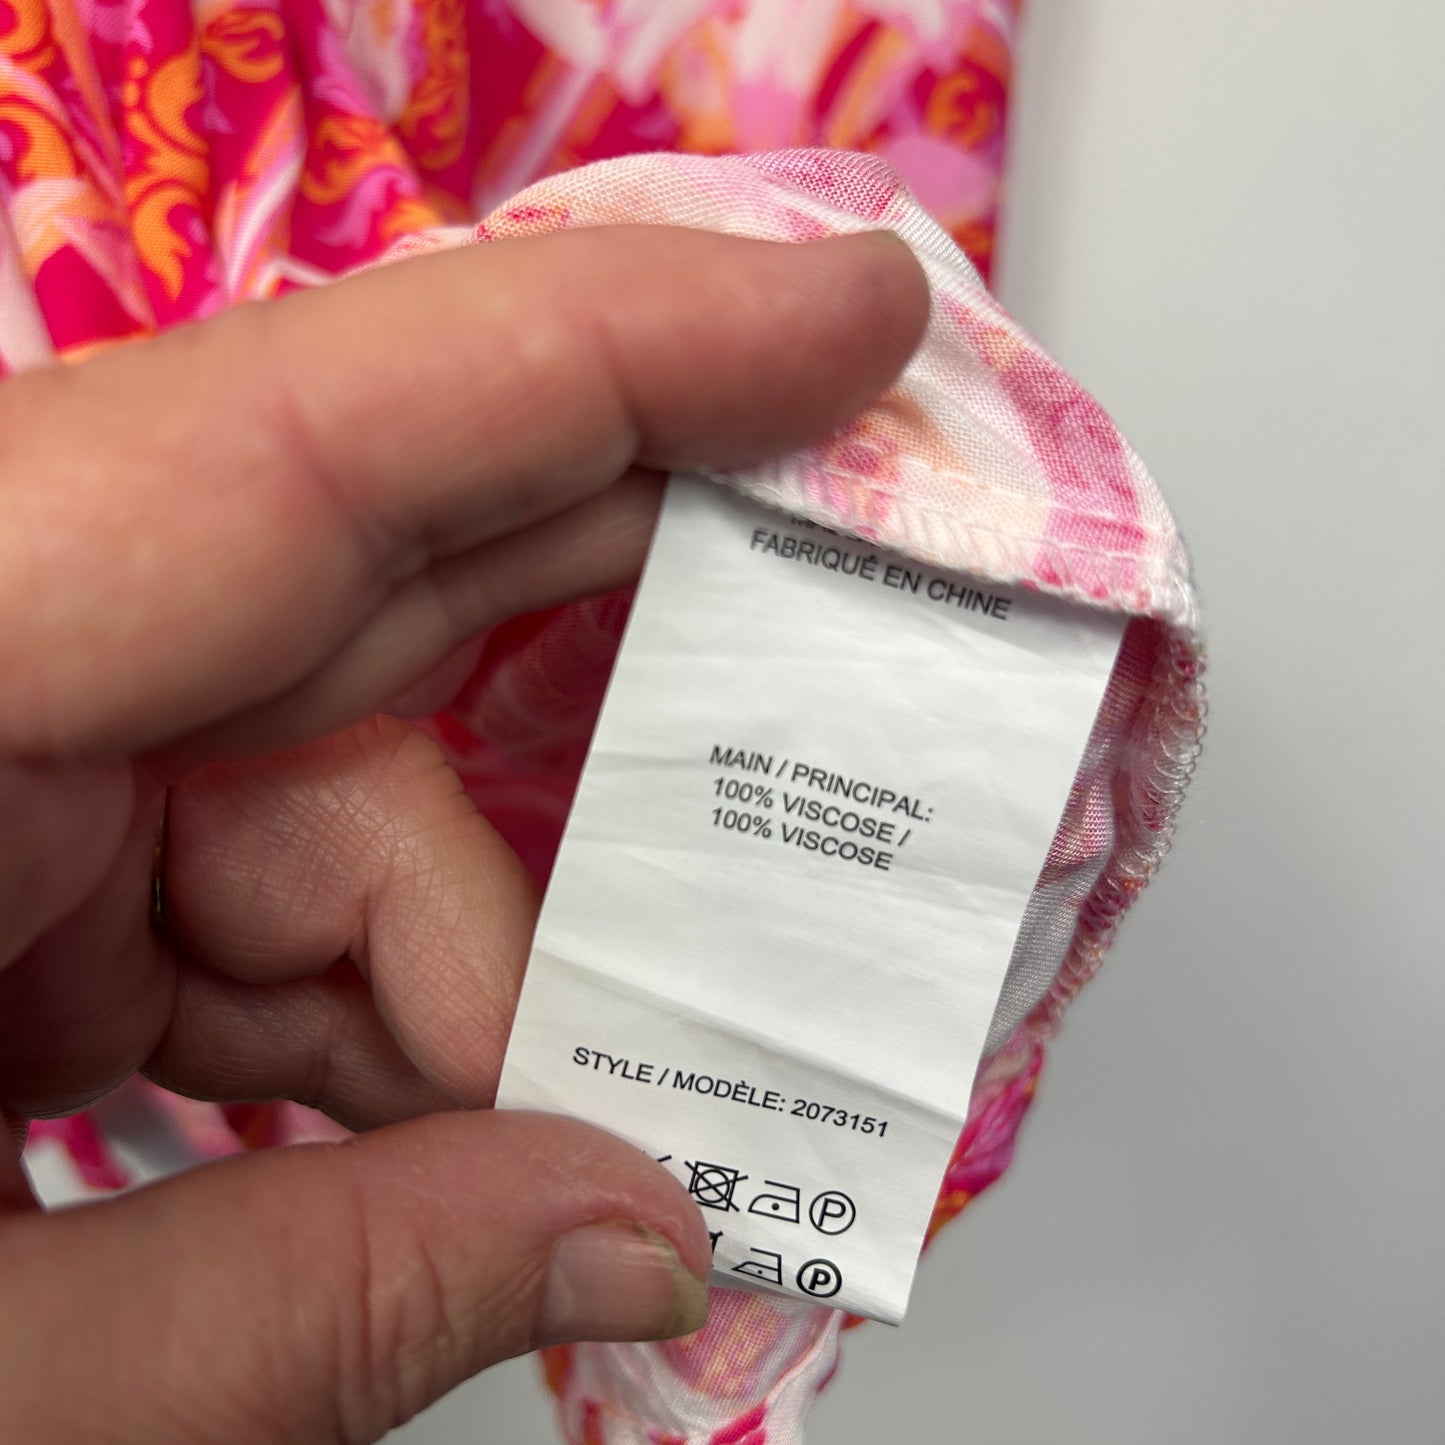 FABRIQUÉ EN CHINE
MAIN / PRINCIPAL:
100% VISCOSE /
100% VISCOSE
STYLE / MODÈLE: 2073151
P
P